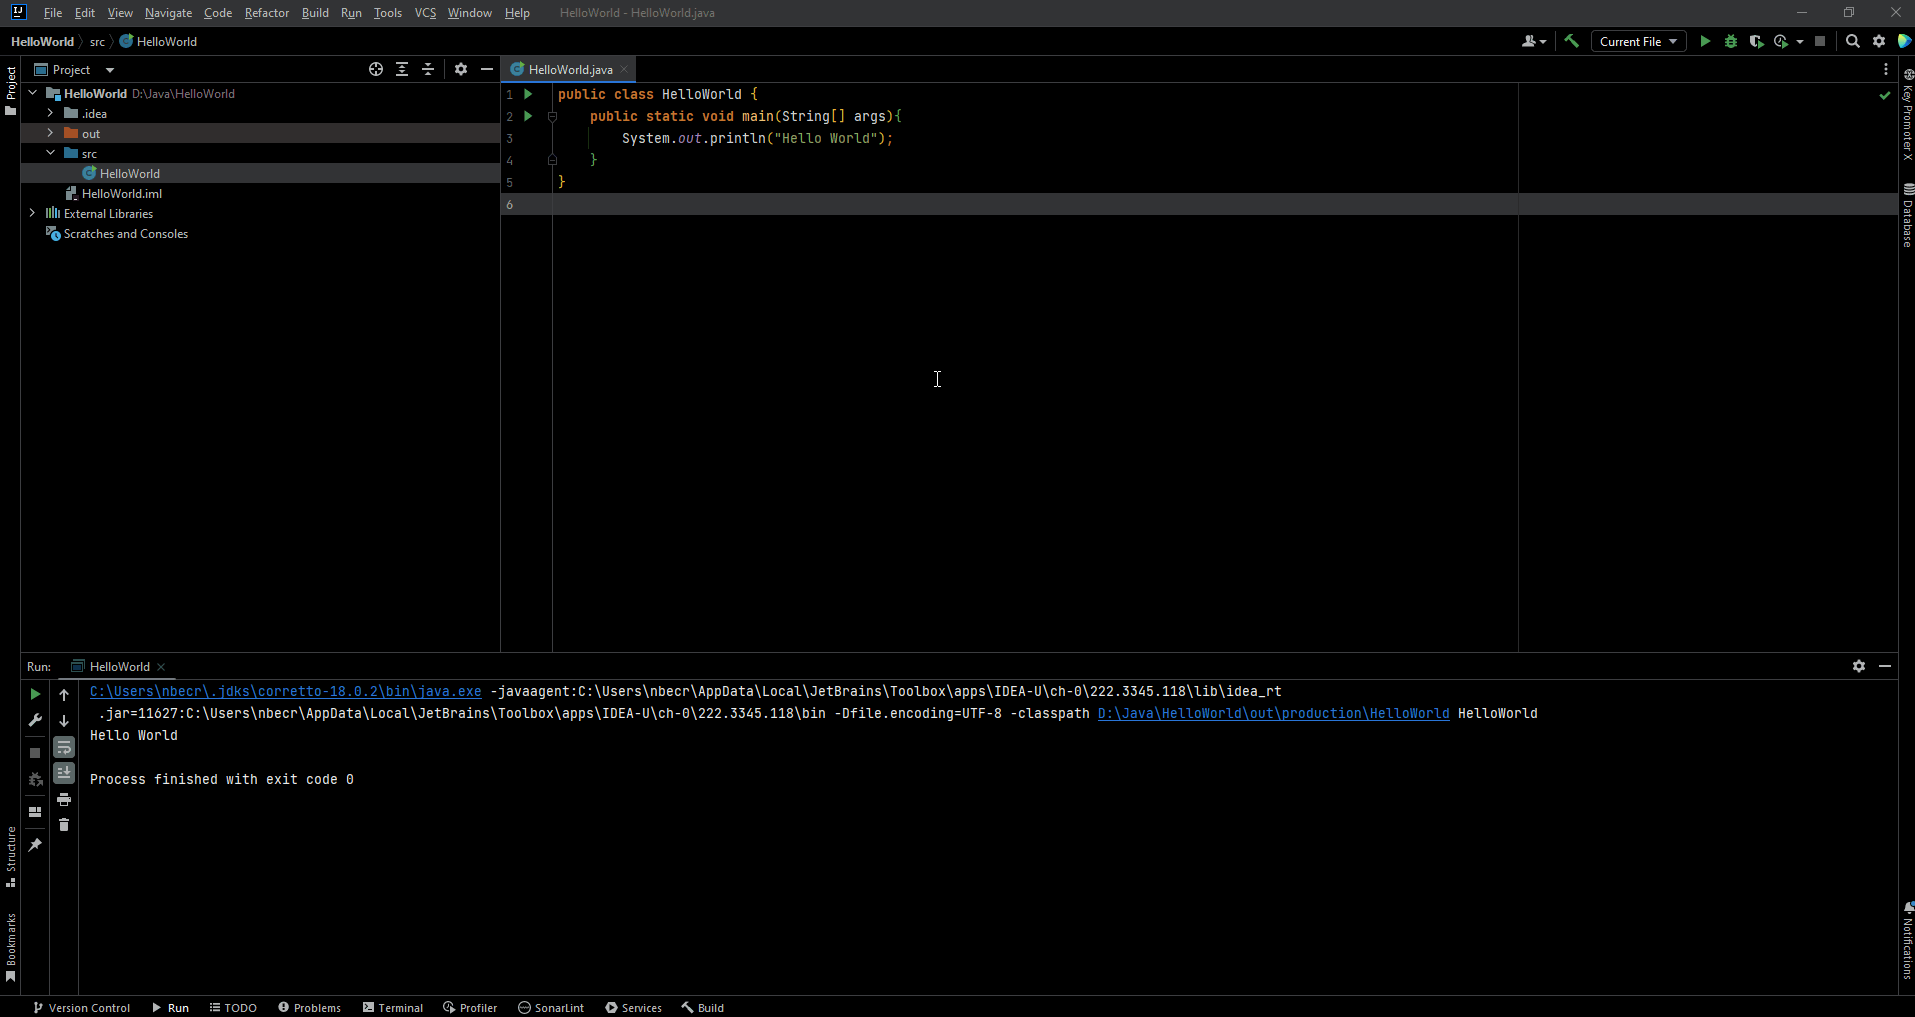 IJ File Edit View Navigate Code Refactor Build Run Tools VCS Window Help HelloWorld - HelloWorld.java
HelloWorld src HelloWorld Current File
Project
Project
HelloWorld.java
HelloWorld D:\Java\HelloWorld
.idea
out
src
HelloWorld
HelloWorld.iml
External Libraries
Scratches and Consoles
1 public class HelloWorld {
2 public static void main(String[] args){
3 System.out.println("Hello World");
4 }
5 }
6
Key Promoter X
Database
Run: HelloWorld
C:\Users\nbecr\.jdks\corretto-18.0.2\bin\java.exe -javaagent:C:\Users\nbecr\AppData\Local\JetBrains\Toolbox\apps\IDEA-U\ch-0\222.3345.118\lib\idea_rt
.jar=11627:C:\Users\nbecr\AppData\Local\JetBrains\Toolbox\apps\IDEA-U\ch-0\222.3345.118\bin -Dfile.encoding=UTF-8 -classpath D:\Java\HelloWorld\out\production\HelloWorld HelloWorld
Hello World
Process finished with exit code 0
Structure
Bookmarks
Notifications
Version Control Run TODO Problems Terminal Profiler SonarLint Services Build